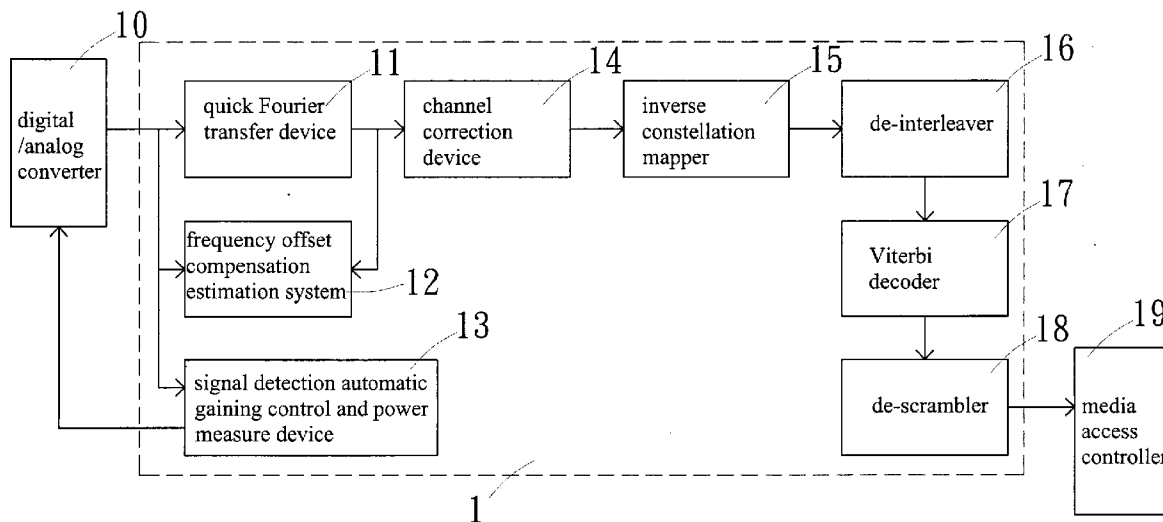 10
digital
/analog
converter
11
quick Fourier
transfer device
14
channel
correction
device
15
inverse
constellation
mapper
16
de-interleaver
frequency offset
compensation
estimation system
12
17
Viterbi
decoder
13
signal detection automatic
gaining control and power
measure device
18
de-scrambler
19
media
access
controller
1